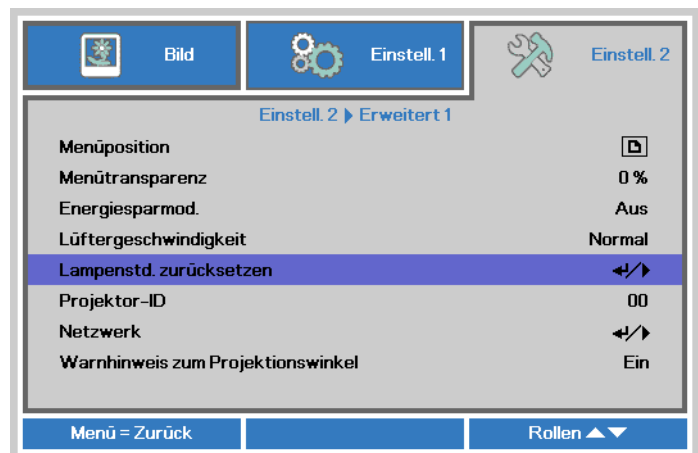 Bild
Einstell. 1
Einstell. 2
Einstell. 2 ▶ Erweitert 1
Menüposition
Menütransparenz 0 %
Energiesparmod. Aus
Lüftergeschwindigkeit Normal
Lampenstd. zurücksetzen ↵/▶
Projektor-ID 00
Netzwerk ↵/▶
Warnhinweis zum Projektionswinkel Ein
Menü = Zurück
Rollen ▲▼